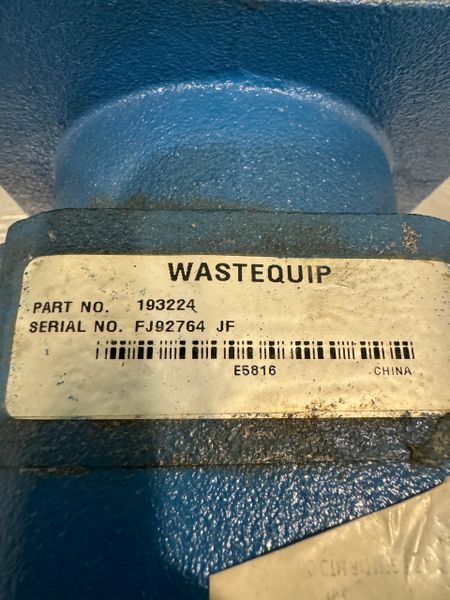 WASTEQUIP
PART NO. 193224
SERIAL NO. FJ92764 JF
E5816 CHINA